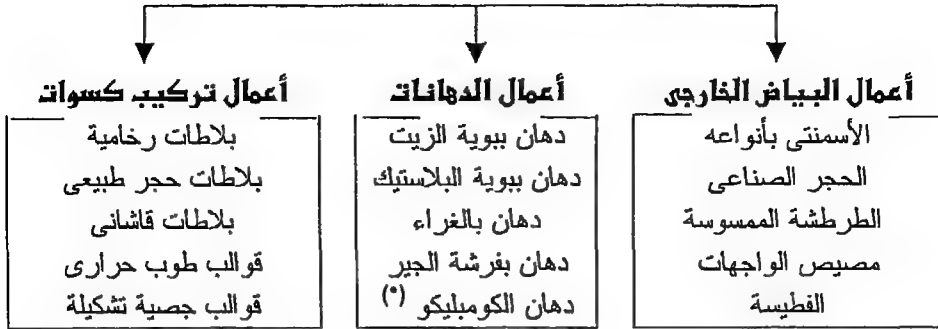 أعمال البياض الخارجى
الأسمنتى بأنواعه
الحجر الصناعى
الطرطشة الممسوسة
مصيص الواجهات
الفطيسة
أعمال الدهانات
دهان ببوية الزيت
دهان ببوية البلاستيك
دهان بالغراء
دهان بفرشة الجير
دهان الكومبليكو (*)
أعمال تركيب كسوات
بلاطات رخامية
بلاطات حجر طبيعى
بلاطات قاشانى
قوالب طوب حرارى
قوالب جصية تشكيلة